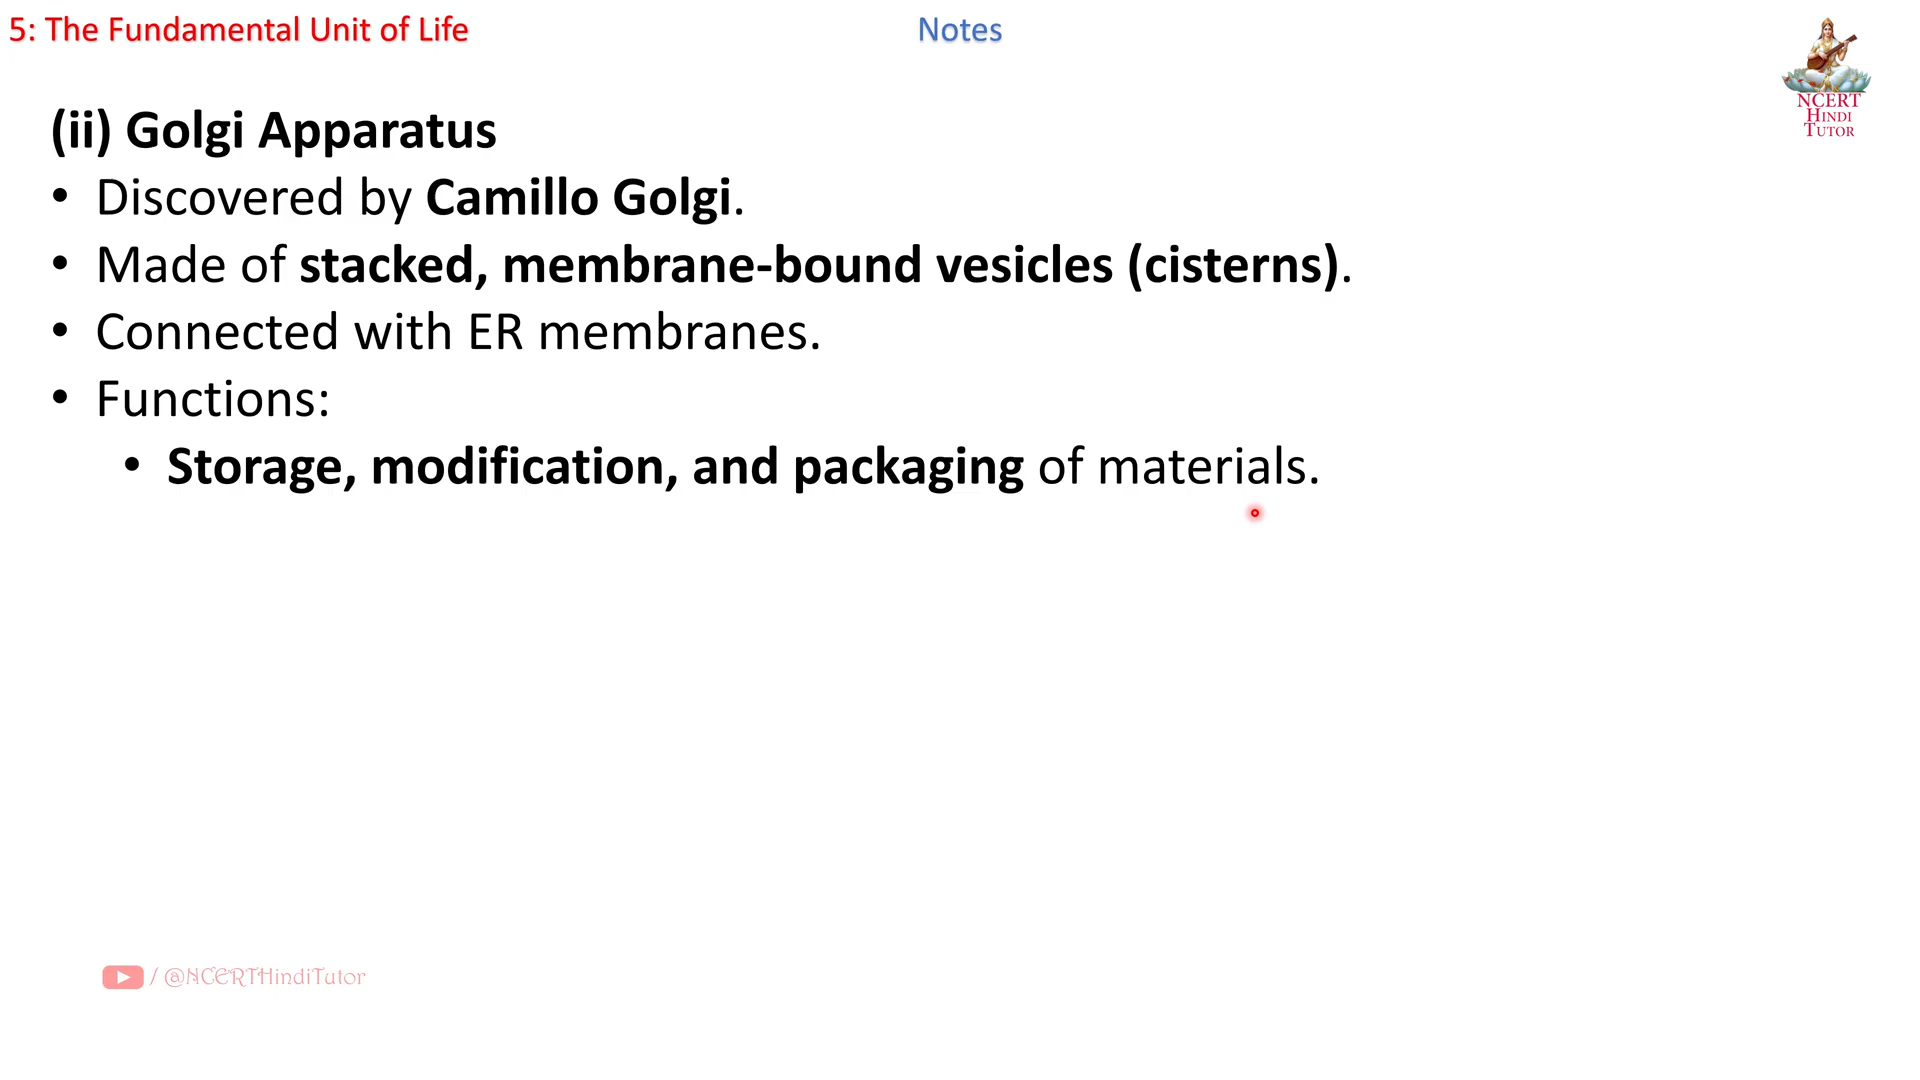 5: The Fundamental Unit of Life
Notes
NCERT
HINDI
TUTOR
(ii) Golgi Apparatus
• Discovered by Camillo Golgi.
• Made of stacked, membrane-bound vesicles (cisterns).
• Connected with ER membranes.
• Functions:
• Storage, modification, and packaging of materials.
/ @NCERTHindiTutor